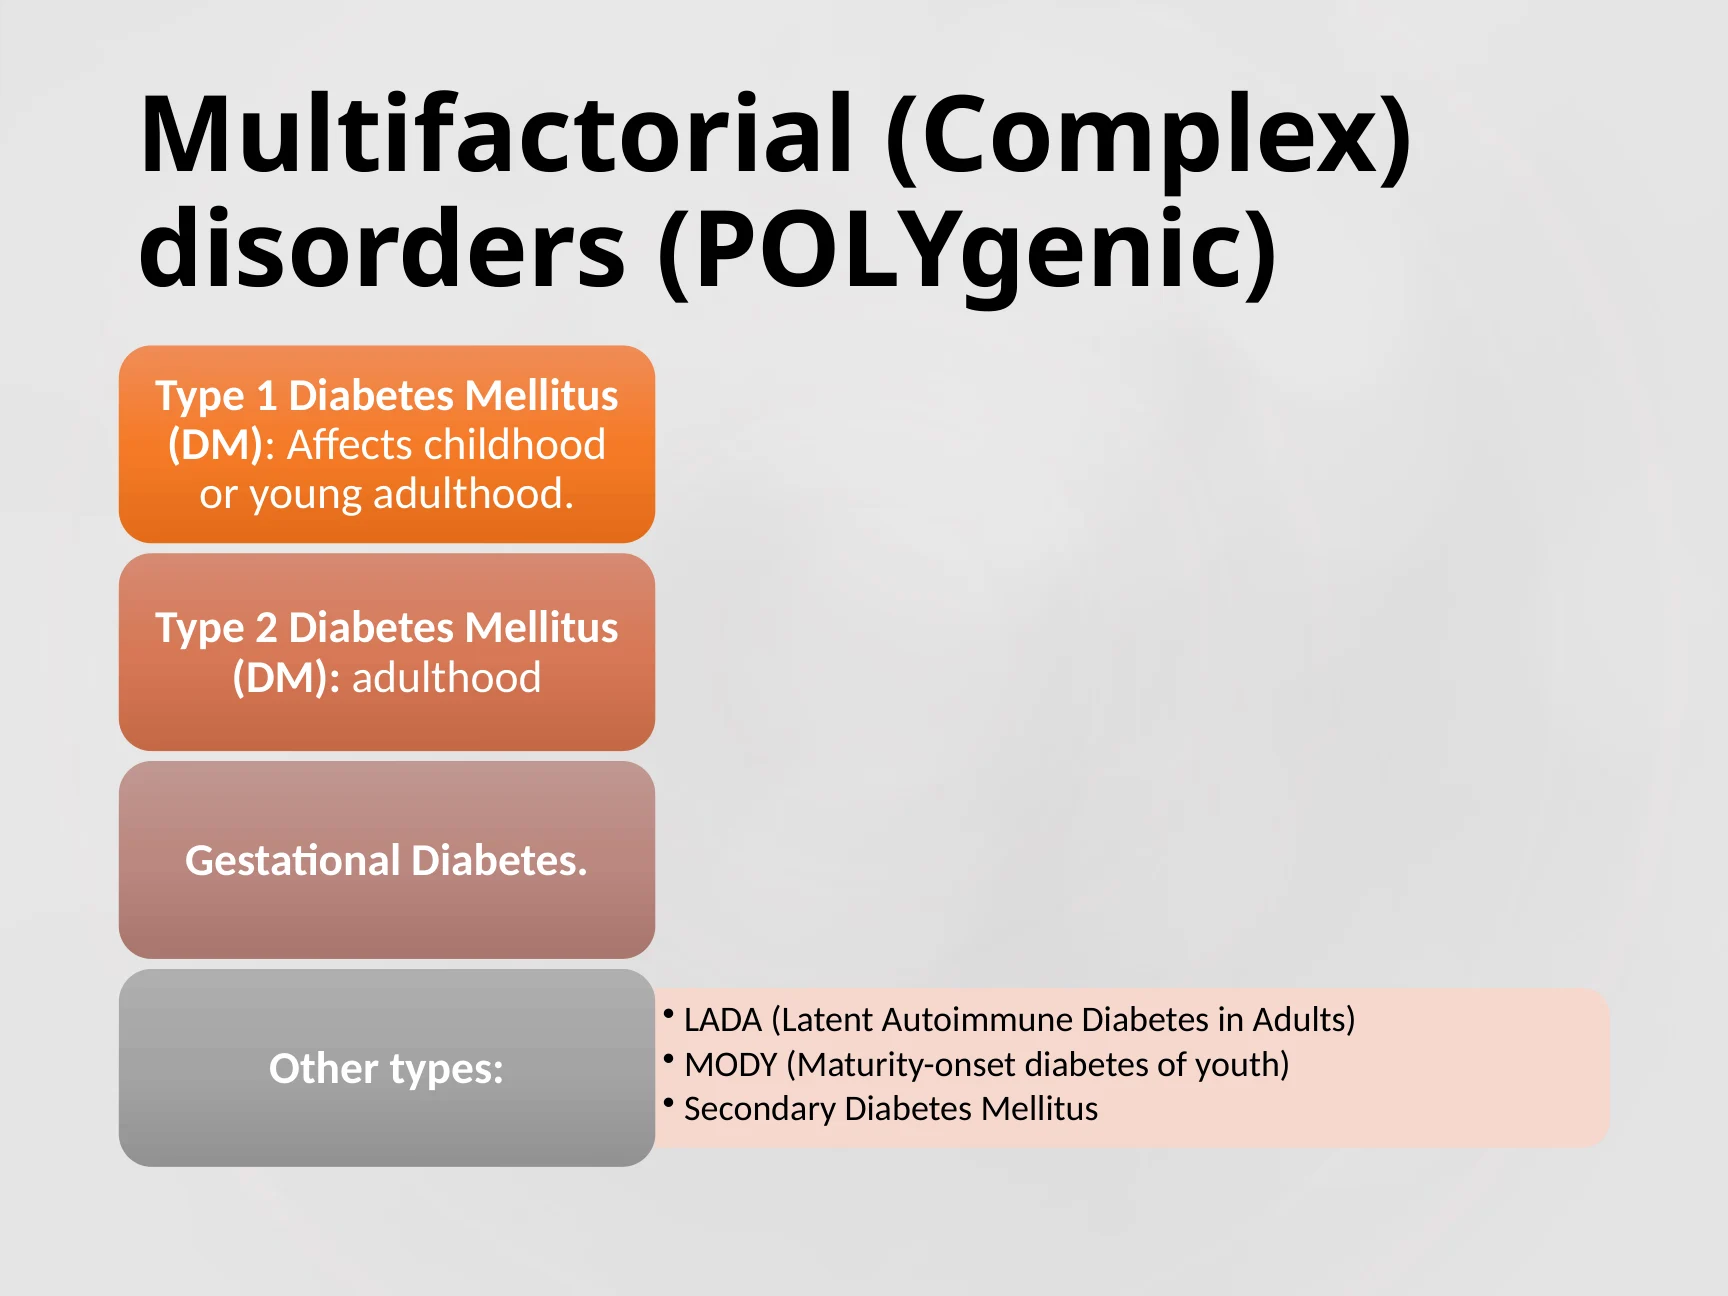 Multifactorial (Complex)
disorders (POLYgenic)
Type 1 Diabetes Mellitus
(DM): Affects childhood
or young adulthood.
Type 2 Diabetes Mellitus
(DM): adulthood
Gestational Diabetes.
Other types:
• LADA (Latent Autoimmune Diabetes in Adults)
• MODY (Maturity-onset diabetes of youth)
• Secondary Diabetes Mellitus